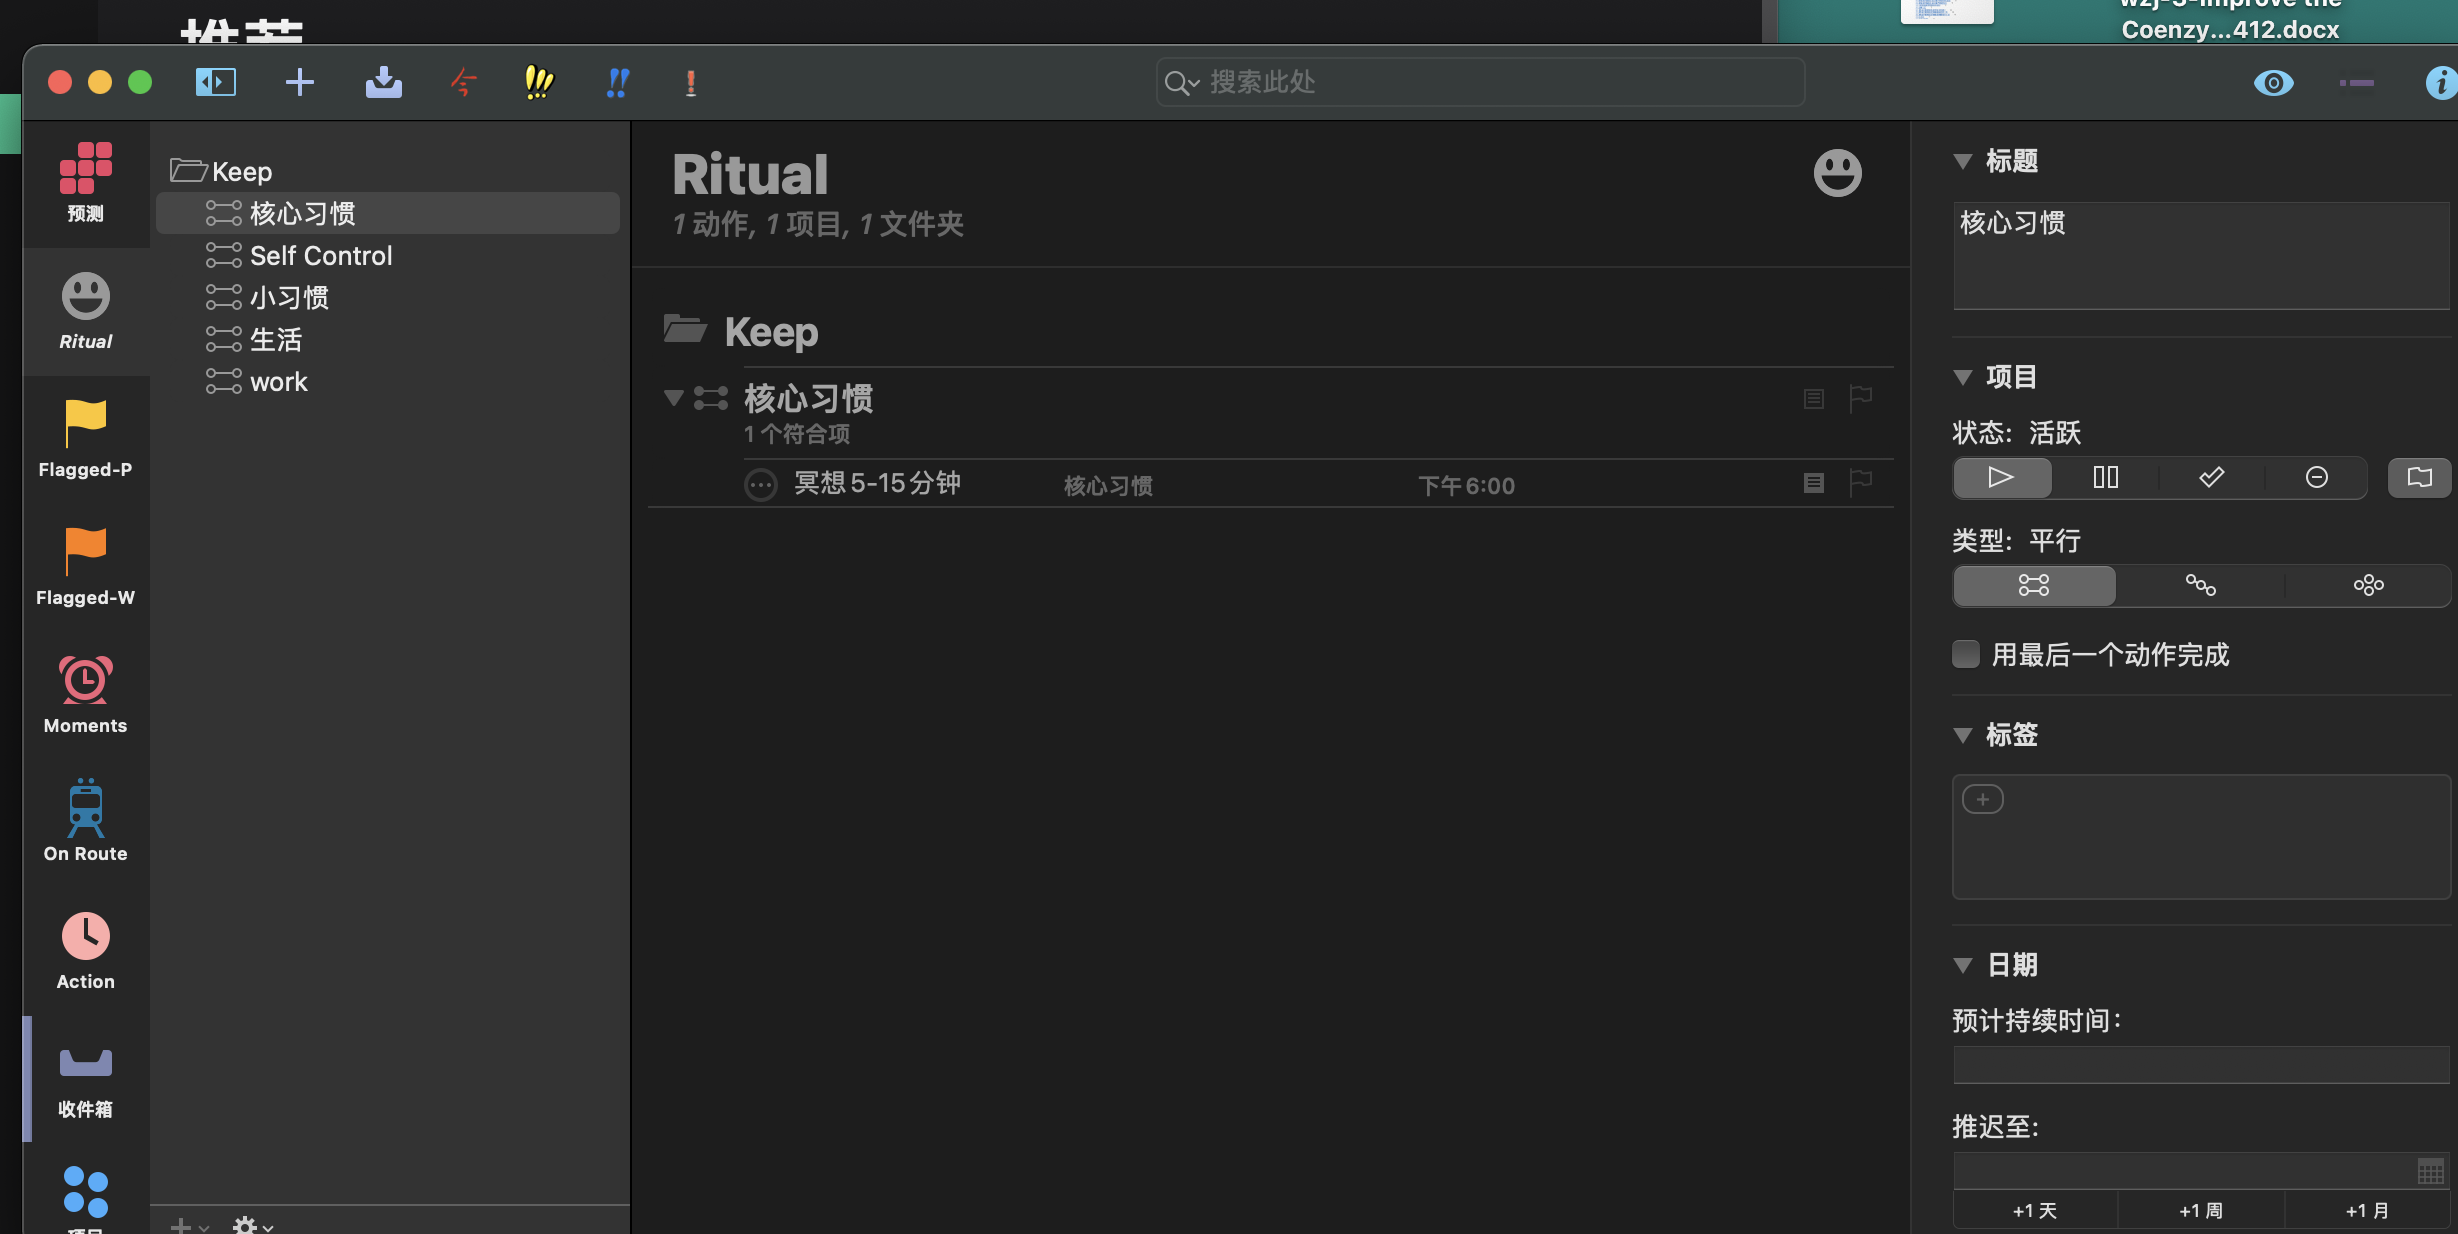 推荐
wzj-3-Improve the
Coenzy...412.docx
搜索此处
预测
Ritual
Flagged-P
Flagged-W
Moments
On Route
Action
收件箱
项目
Keep
核心习惯
Self Control
小习惯
生活
work
Ritual
1 动作, 1 项目, 1 文件夹
Keep
核心习惯
1 个符合项
冥想 5-15 分钟 核心习惯 下午 6:00
标题
核心习惯
项目
状态: 活跃
类型: 平行
用最后一个动作完成
标签
日期
预计持续时间:
推迟至:
+1 天 +1 周 +1 月